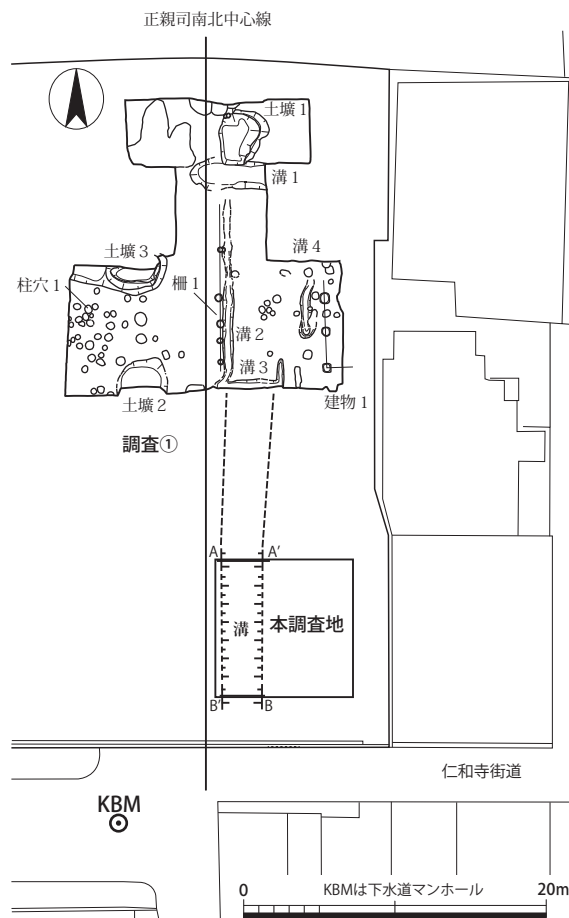 正親司南北中心線
土壙 1
溝 1
土壙 3
溝 4
柱穴 1
柵 1
溝 2
溝 3
土壙 2
建物 1
調査①
A
A'
溝
本調査地
B'
B
仁和寺街道
KBM
0
KBMは下水道マンホール
20m